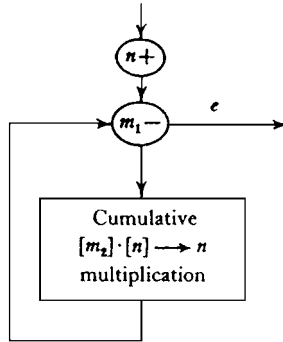 n+
e
m₁−
Cumulative
[m₂]·[n] ⟶ n
multiplication